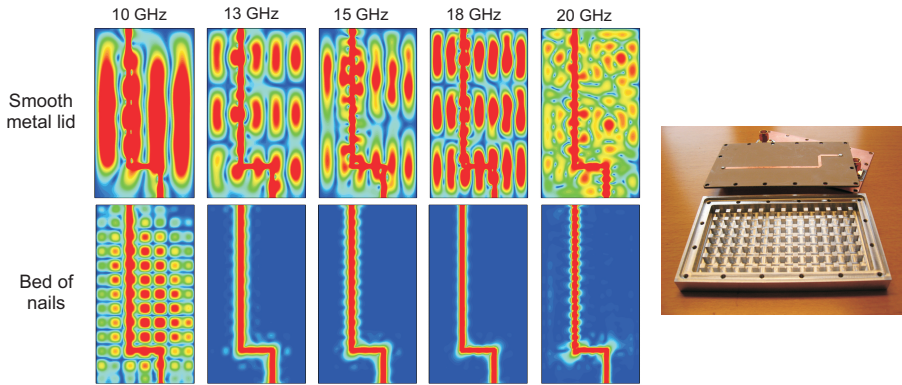 10 GHz 13 GHz 15 GHz 18 GHz 20 GHz
Smooth
metal lid
Bed of
nails